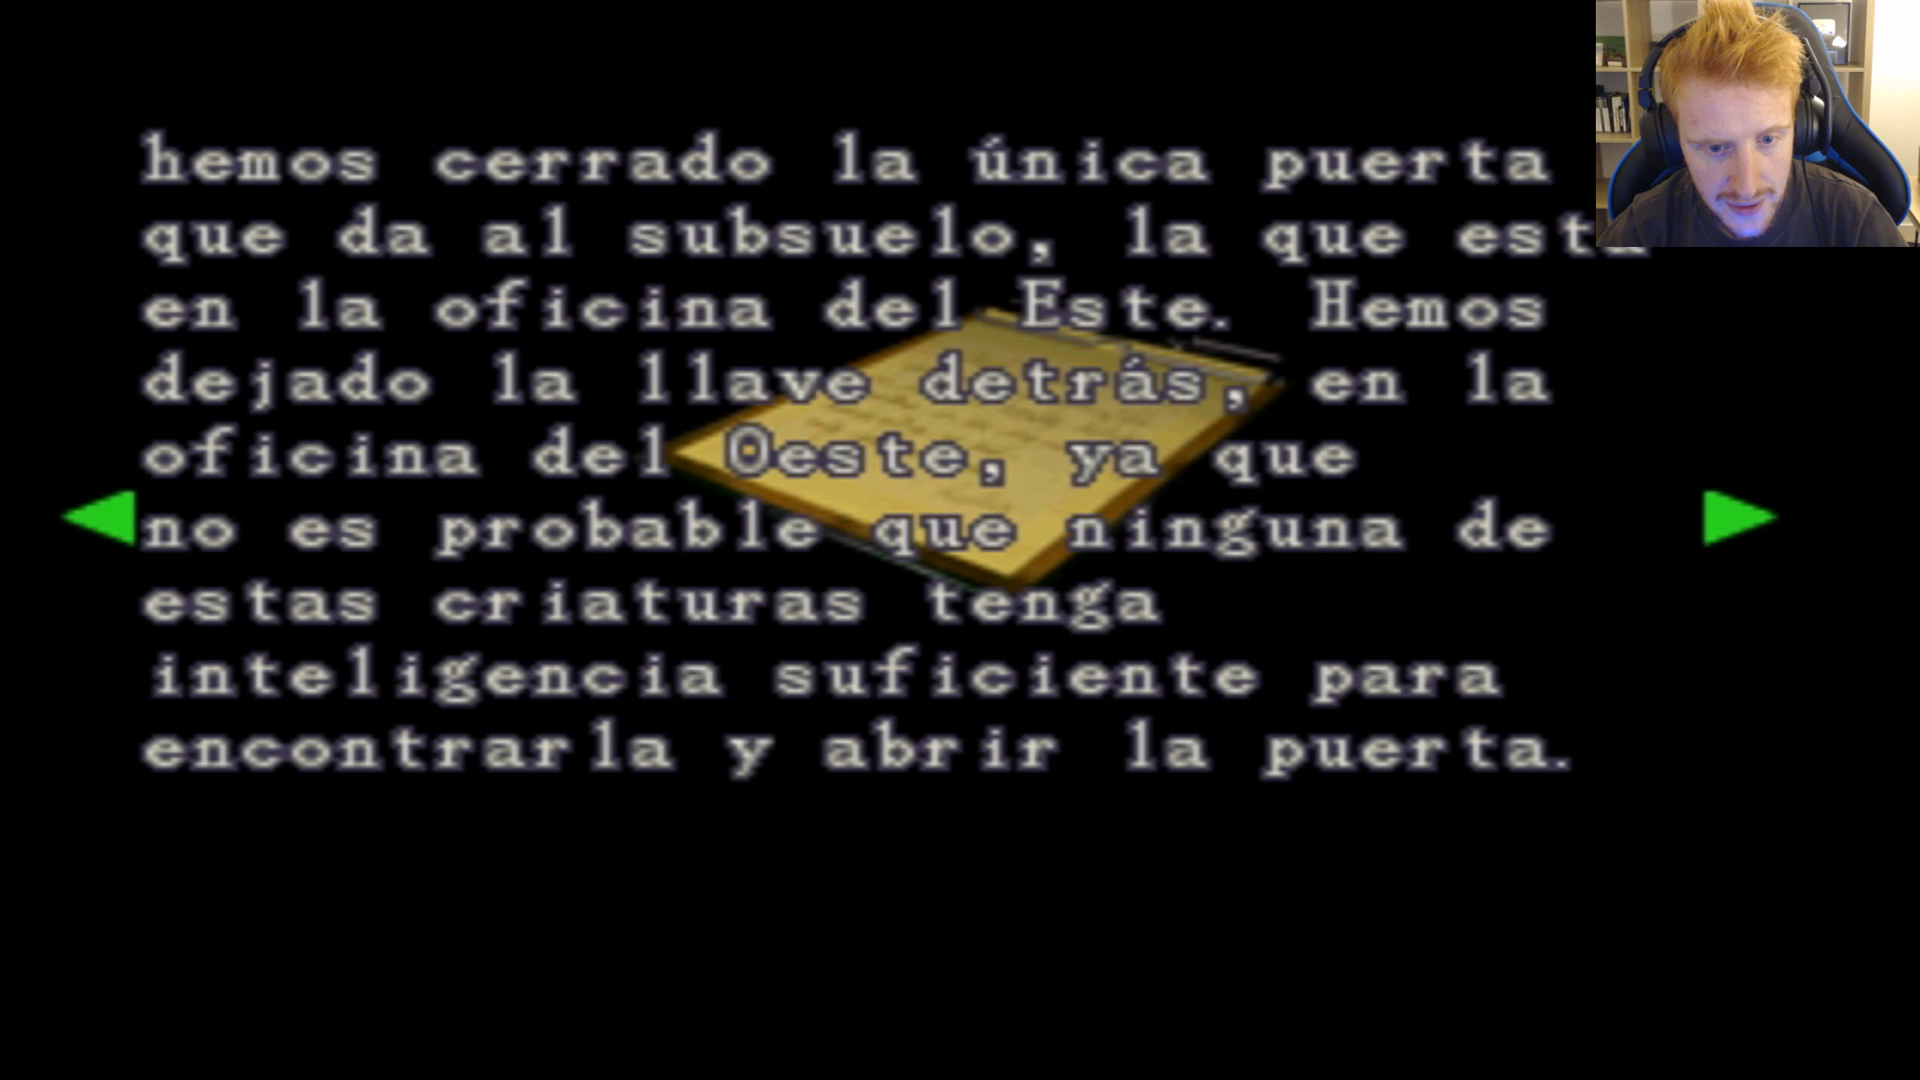 hemos cerrado la única puerta
que da al subsuelo, la que está
en la oficina del Este. Hemos
dejado la llave detrás, en la
oficina del Oeste, ya que
no es probable que ninguna de
estas criaturas tenga
inteligencia suficiente para
encontrarla y abrir la puerta.